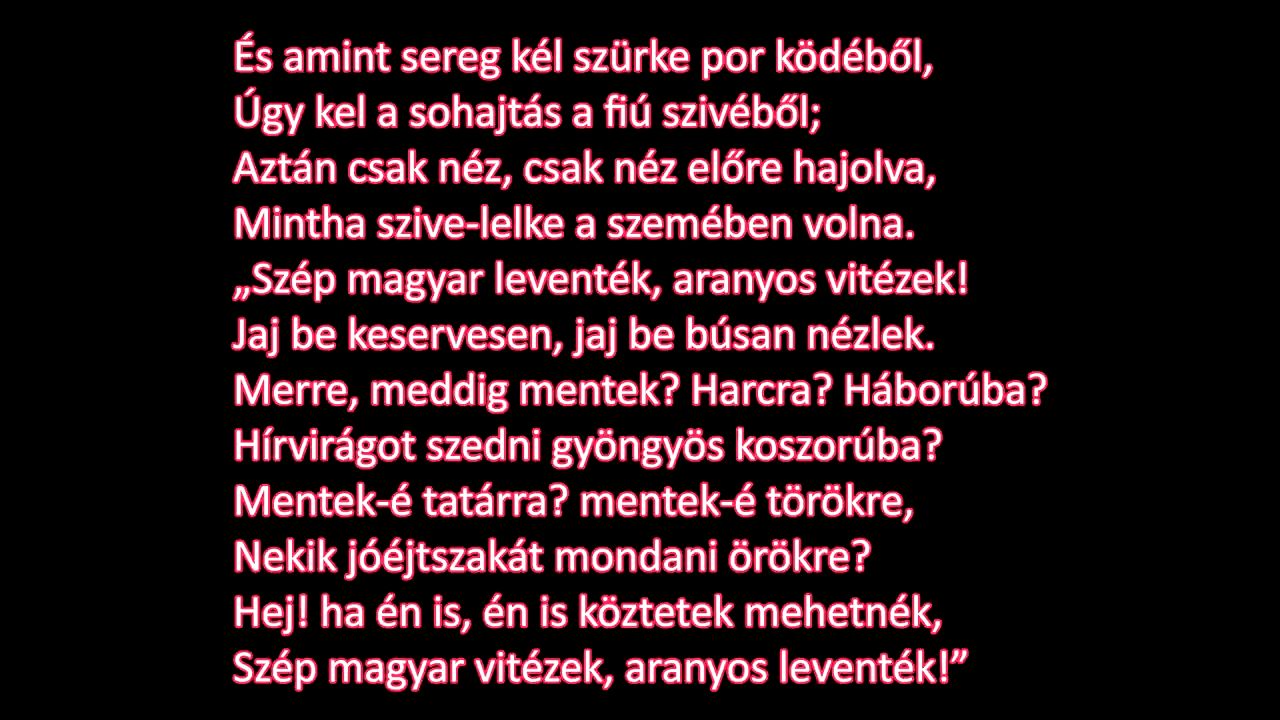 És amint sereg kél szürke por ködéből,
Úgy kel a sohajtás a fiú szivéből;
Aztán csak néz, csak néz előre hajolva,
Mintha szive-lelke a szemében volna.
„Szép magyar leventék, aranyos vitézek!
Jaj be keservesen, jaj be búsan nézlek.
Merre, meddig mentek? Harcra? Háborúba?
Hírvirágot szedni gyöngyös koszorúba?
Mentek-é tatárra? mentek-é törökre,
Nekik jóéjtszakát mondani örökre?
Hej! ha én is, én is köztetek mehetnék,
Szép magyar vitézek, aranyos leventék!”